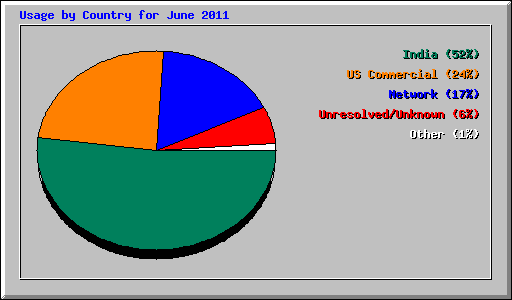 Usage by Country for June 2011
India (52%)
US Commercial (24%)
Network (17%)
Unresolved/Unknown (6%)
Other (1%)